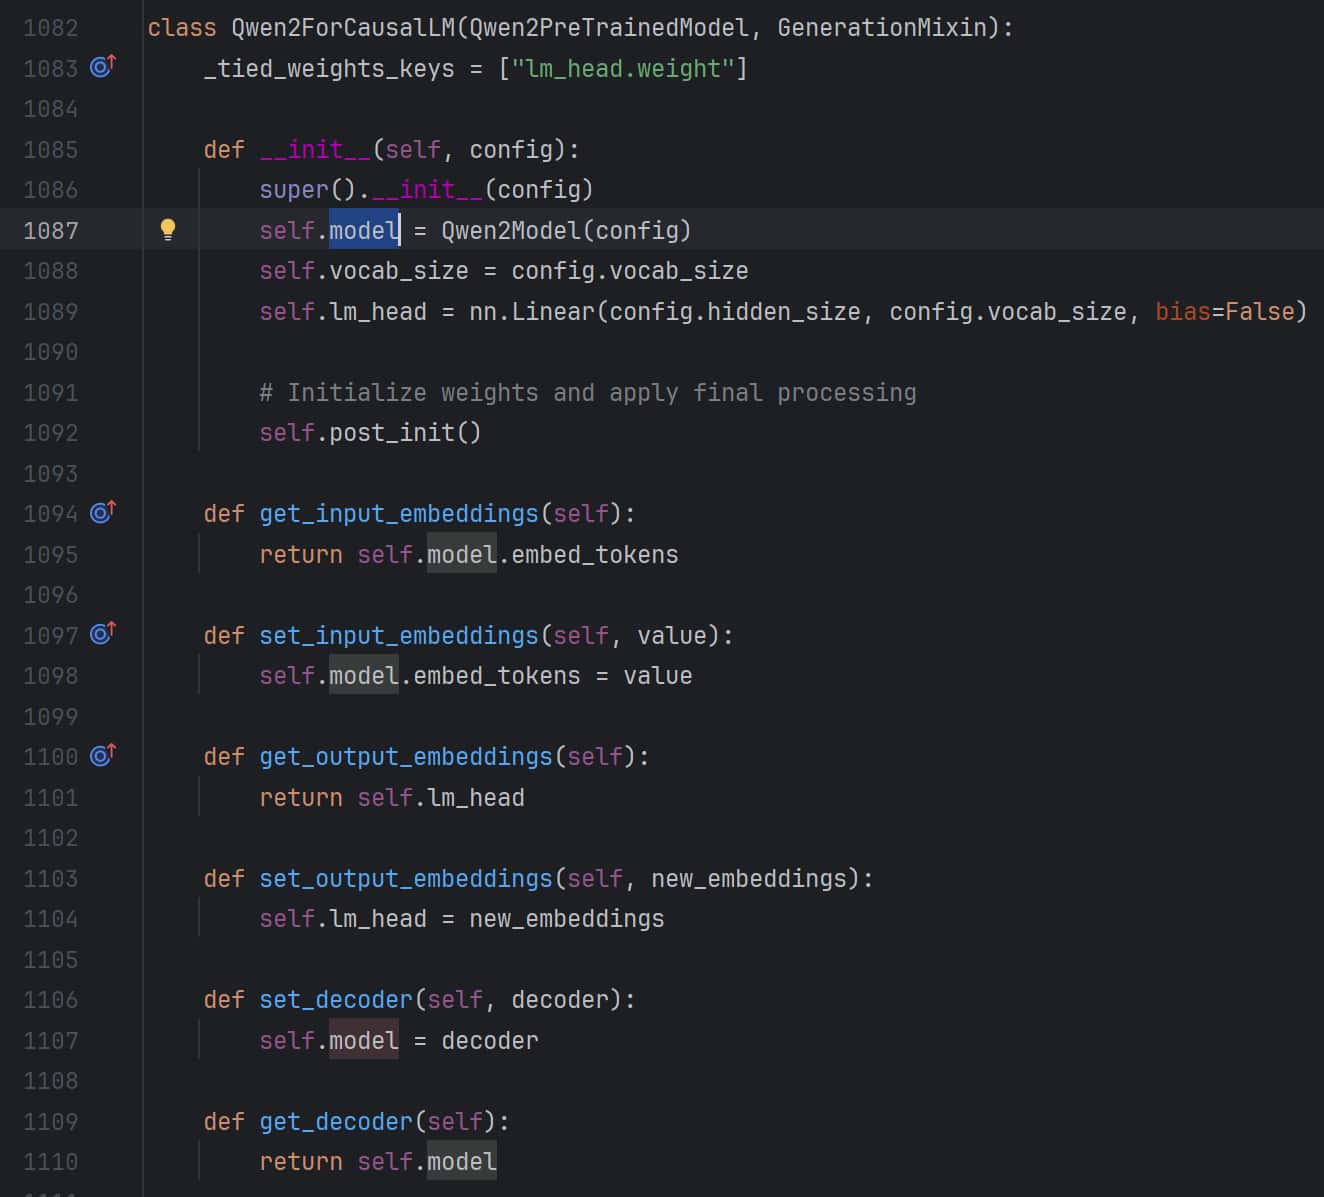 1082 class Qwen2ForCausalLM(Qwen2PreTrainedModel, GenerationMixin):
1083     _tied_weights_keys = ["lm_head.weight"]
1084
1085     def __init__(self, config):
1086         super().__init__(config)
1087         self.model = Qwen2Model(config)
1088         self.vocab_size = config.vocab_size
1089         self.lm_head = nn.Linear(config.hidden_size, config.vocab_size, bias=False)
1090
1091         # Initialize weights and apply final processing
1092         self.post_init()
1093
1094     def get_input_embeddings(self):
1095         return self.model.embed_tokens
1096
1097     def set_input_embeddings(self, value):
1098         self.model.embed_tokens = value
1099
1100     def get_output_embeddings(self):
1101         return self.lm_head
1102
1103     def set_output_embeddings(self, new_embeddings):
1104         self.lm_head = new_embeddings
1105
1106     def set_decoder(self, decoder):
1107         self.model = decoder
1108
1109     def get_decoder(self):
1110         return self.model